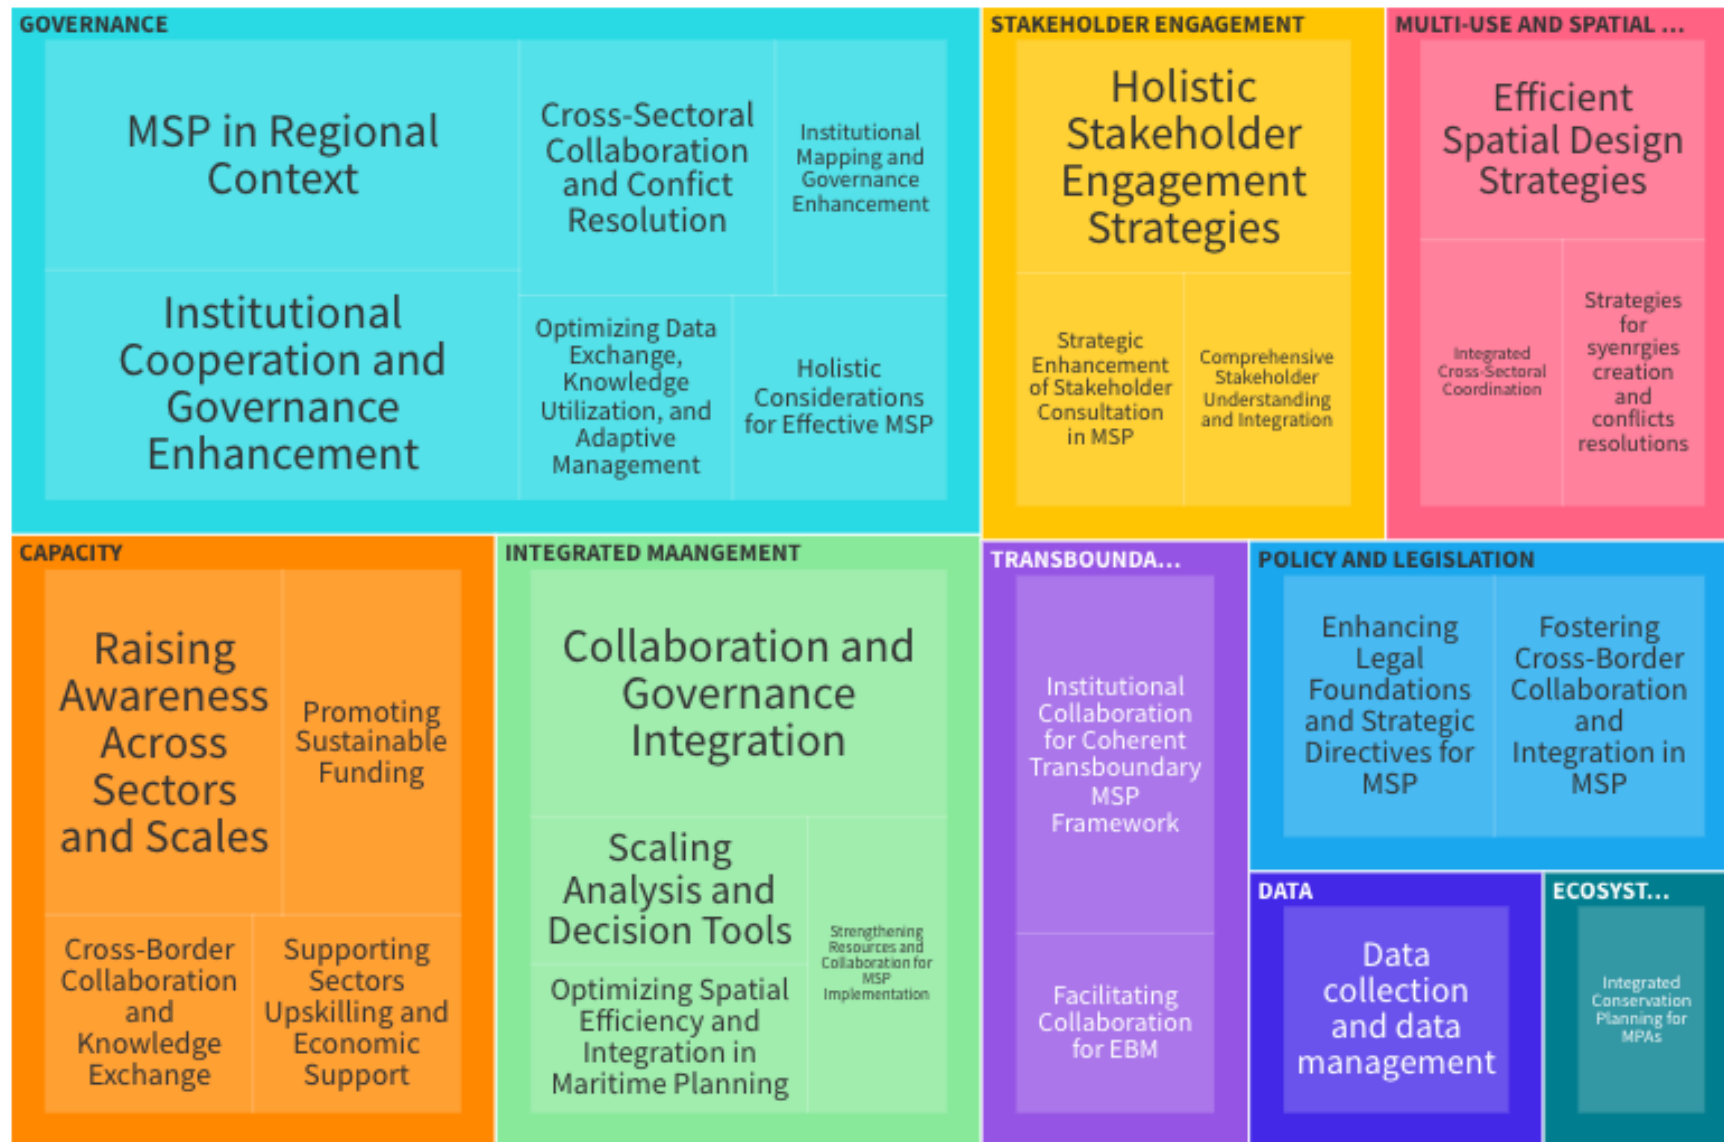 GOVERNANCE
MSP in Regional
Context
Cross-Sectoral
Collaboration
and Confict
Resolution
Institutional
Mapping and
Governance
Enhancement
Institutional
Cooperation and
Governance
Enhancement
Optimizing Data
Exchange,
Knowledge
Utilization, and
Adaptive
Management
Holistic
Considerations
for Effective MSP
STAKEHOLDER ENGAGEMENT
Holistic
Stakeholder
Engagement
Strategies
Strategic
Enhancement
of Stakeholder
Consultation
in MSP
Comprehensive
Stakeholder
Understanding
and Integration
MULTI-USE AND SPATIAL ...
Efficient
Spatial Design
Strategies
Integrated
Cross-Sectoral
Coordination
Strategies
for
syenrgies
creation
and
conflicts
resolutions
CAPACITY
Raising
Awareness
Across
Sectors
and Scales
Promoting
Sustainable
Funding
Cross-Border
Collaboration
and
Knowledge
Exchange
Supporting
Sectors
Upskilling and
Economic
Support
INTEGRATED MAANGEMENT
Collaboration and
Governance
Integration
Scaling
Analysis and
Decision Tools
Optimizing Spatial
Efficiency and
Integration in
Maritime Planning
Strengthening
Resources and
Collaboration for
MSP
Implementation
TRANSBOUNDA...
Institutional
Collaboration
for Coherent
Transboundary
MSP
Framework
Facilitating
Collaboration
for EBM
POLICY AND LEGISLATION
Enhancing
Legal
Foundations
and Strategic
Directives for
MSP
Fostering
Cross-Border
Collaboration
and
Integration in
MSP
DATA
Data
collection
and data
management
ECOSYST...
Integrated
Conservation
Planning for
MPAs